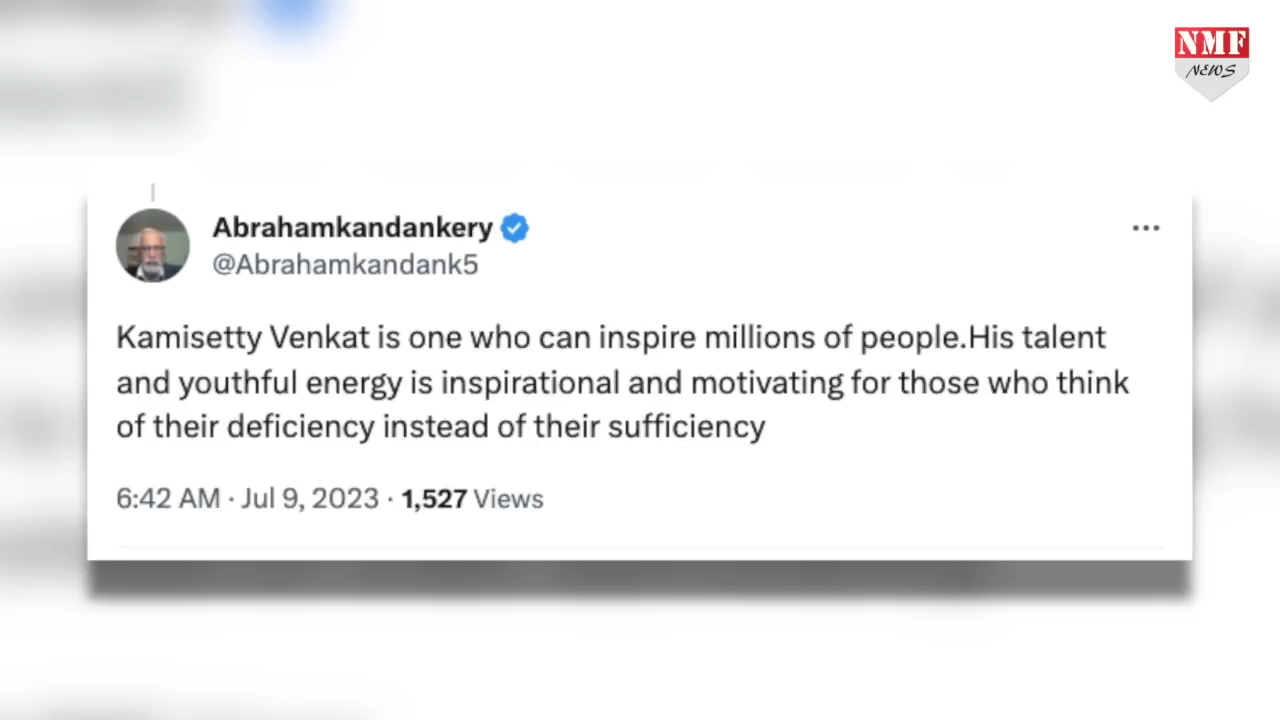 NMF
NEWS
Abrahamkandankery
@Abrahamkandank5
Kamisetty Venkat is one who can inspire millions of people.His talent
and youthful energy is inspirational and motivating for those who think
of their deficiency instead of their sufficiency
6:42 AM · Jul 9, 2023 · 1,527 Views